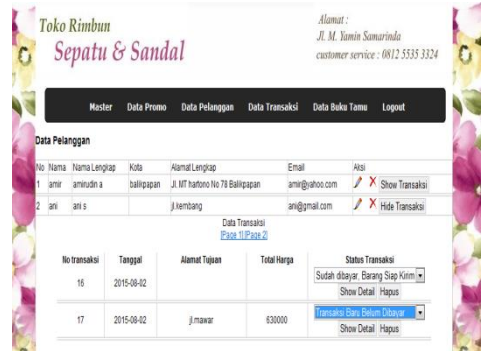 Toko Rimbun
Sepatu & Sandal
Alamat :
Jl. M. Yamin Samarinda
customer service : 0812 5535 3324
Master Data Promo Data Pelanggan Data Transaksi Data Buku Tamu Logout
Data Pelanggan
No Nama Nama Lengkap Kota Alamat Lengkap Email Aksi
1 amir amirudin a balikpapan Jl. MT hartono No 78 Balikpapan amir@yahoo.com Show Transaksi
2 ani ani s jl.kembang ani@gmail.com Hide Transaksi
Data Transaksi
[Page 1] [Page 2]
No transaksi Tanggal Alamat Tujuan Total Harga Status Transaksi
16 2015-08-02 Sudah dibayar, Barang Siap Kirim
Show Detail Hapus
17 2015-08-02 jl.mawar 630000 Transaksi Baru Belum Dibayar
Show Detail Hapus